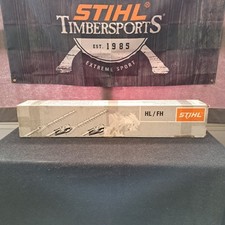 STIHL
TIMBERSPORTS
EST. 1985
EXTREME SPORT
HL / FH
STIHL